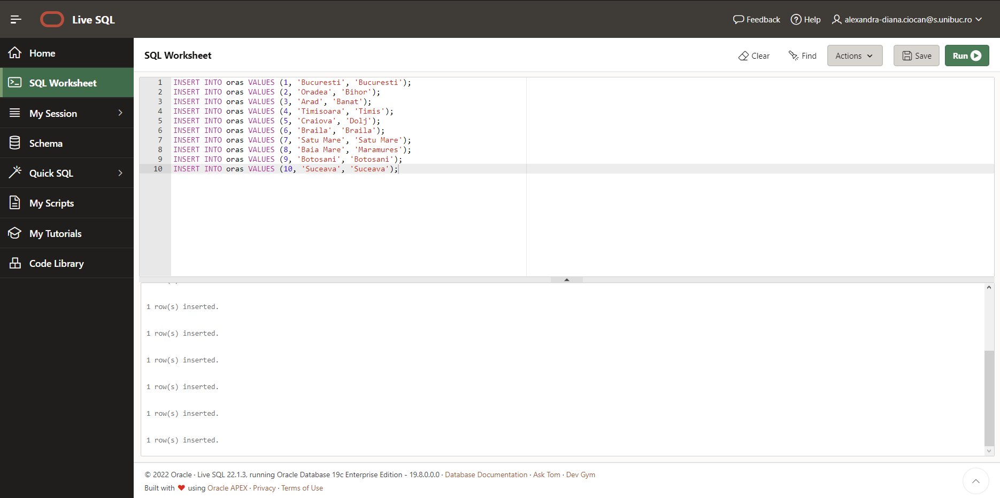 Live SQL
Feedback
Help
alexandra-diana.ciocan@s.unibuc.ro
Home
SQL Worksheet
My Session
Schema
Quick SQL
My Scripts
My Tutorials
Code Library
SQL Worksheet
Clear
Find
Actions
Save
Run
1 INSERT INTO oras VALUES (1, 'Bucuresti', 'Bucuresti');
2 INSERT INTO oras VALUES (2, 'Oradea', 'Bihor');
3 INSERT INTO oras VALUES (3, 'Arad', 'Banat');
4 INSERT INTO oras VALUES (4, 'Timisoara', 'Timis');
5 INSERT INTO oras VALUES (5, 'Craiova', 'Dolj');
6 INSERT INTO oras VALUES (6, 'Braila', 'Braila');
7 INSERT INTO oras VALUES (7, 'Satu Mare', 'Satu Mare');
8 INSERT INTO oras VALUES (8, 'Baia Mare', 'Maramures');
9 INSERT INTO oras VALUES (9, 'Botosani', 'Botosani');
10 INSERT INTO oras VALUES (10, 'Suceava', 'Suceava');
1 row(s) inserted.
1 row(s) inserted.
1 row(s) inserted.
1 row(s) inserted.
1 row(s) inserted.
1 row(s) inserted.
© 2022 Oracle · Live SQL 22.1.3, running Oracle Database 19c Enterprise Edition - 19.8.0.0.0 · Database Documentation · Ask Tom · Dev Gym
Built with ❤ using Oracle APEX · Privacy · Terms of Use